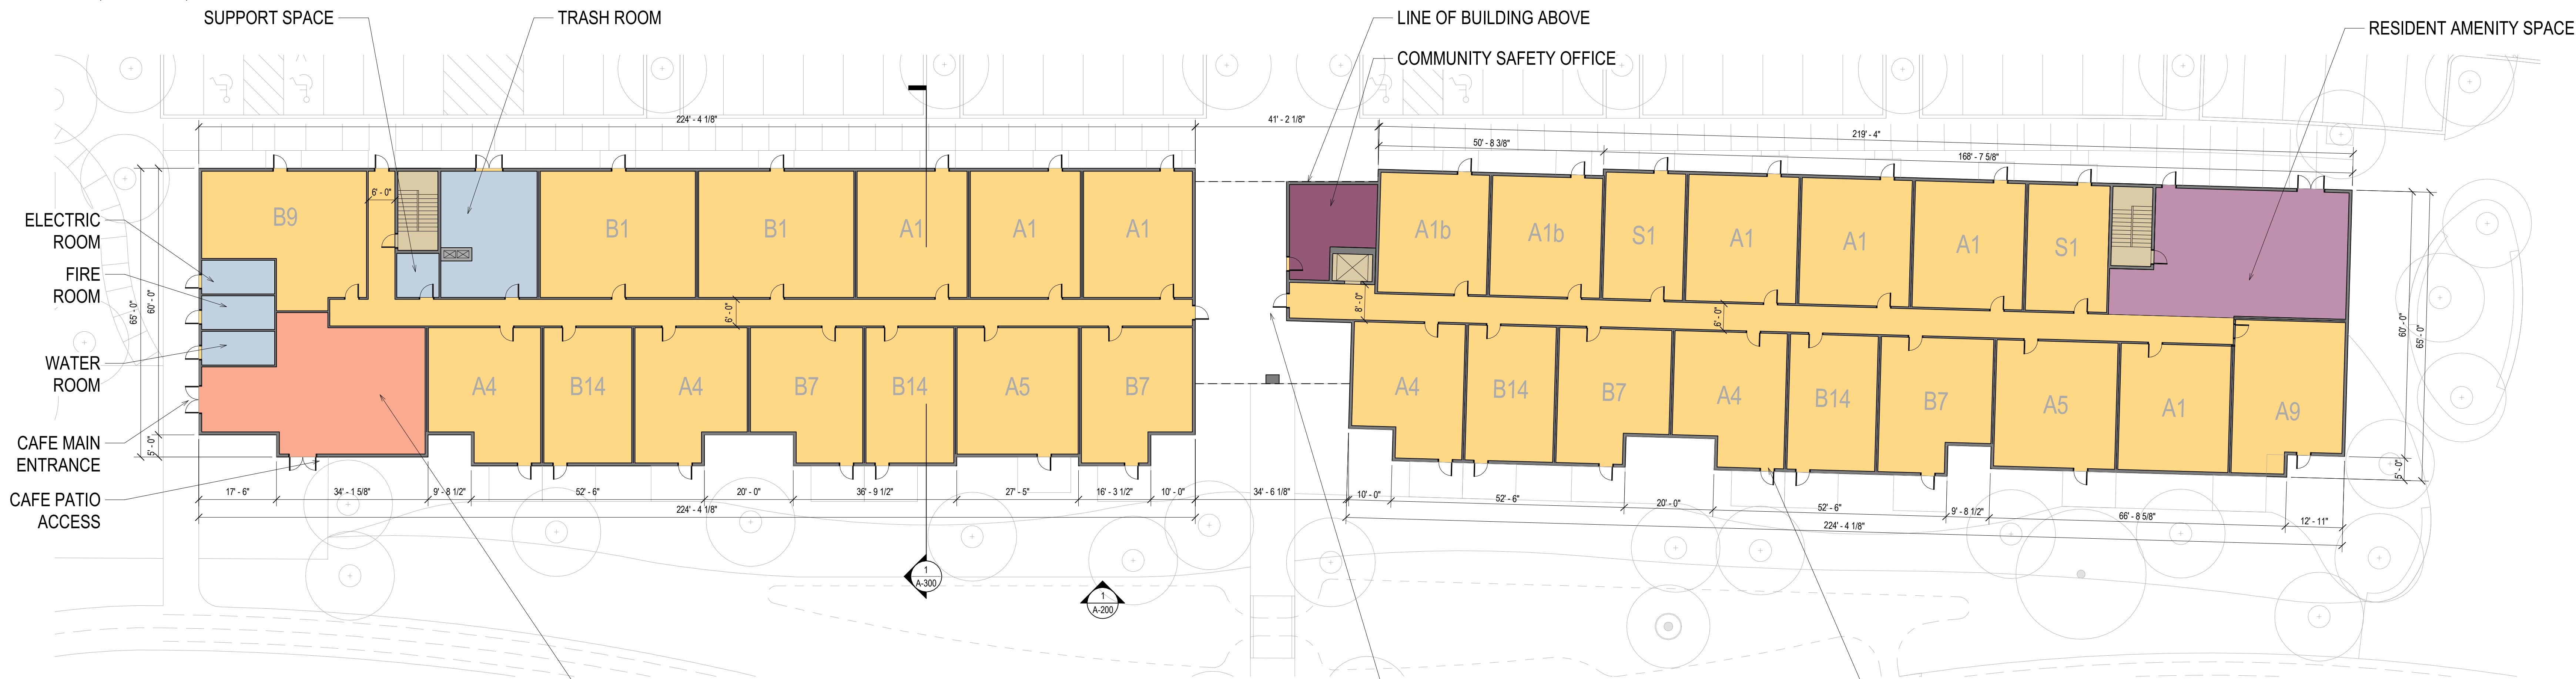 SUPPORT SPACE
TRASH ROOM
LINE OF BUILDING ABOVE
COMMUNITY SAFETY OFFICE
RESIDENT AMENITY SPACE
224' - 4 1/8"
41' - 2 1/8"
219' - 4"
50' - 8 3/8"
168' - 7 5/8"
6' - 0"
B9
B1
B1
A1
A1
A1
A1b
A1b
S1
A1
A1
A1
S1
ELECTRIC
ROOM
FIRE
ROOM
WATER
ROOM
CAFE MAIN
ENTRANCE
CAFE PATIO
ACCESS
65' - 0"
60' - 0"
5' - 0"
6' - 0"
8' - 0"
6' - 0"
60' - 0"
65' - 0"
5' - 0"
A4
B14
A4
B7
B14
A5
B7
A4
B14
B7
A4
B14
B7
A5
A1
A9
17' - 6"
34' - 1 5/8"
9' - 8 1/2"
52' - 6"
20' - 0"
36' - 9 1/2"
27' - 5"
16' - 3 1/2"
10' - 0"
34' - 6 1/8"
10' - 0"
52' - 6"
20' - 0"
52' - 6"
9' - 8 1/2"
66' - 8 5/8"
12' - 11"
224' - 4 1/8"
224' - 4 1/8"
1
A-300
1
A-200